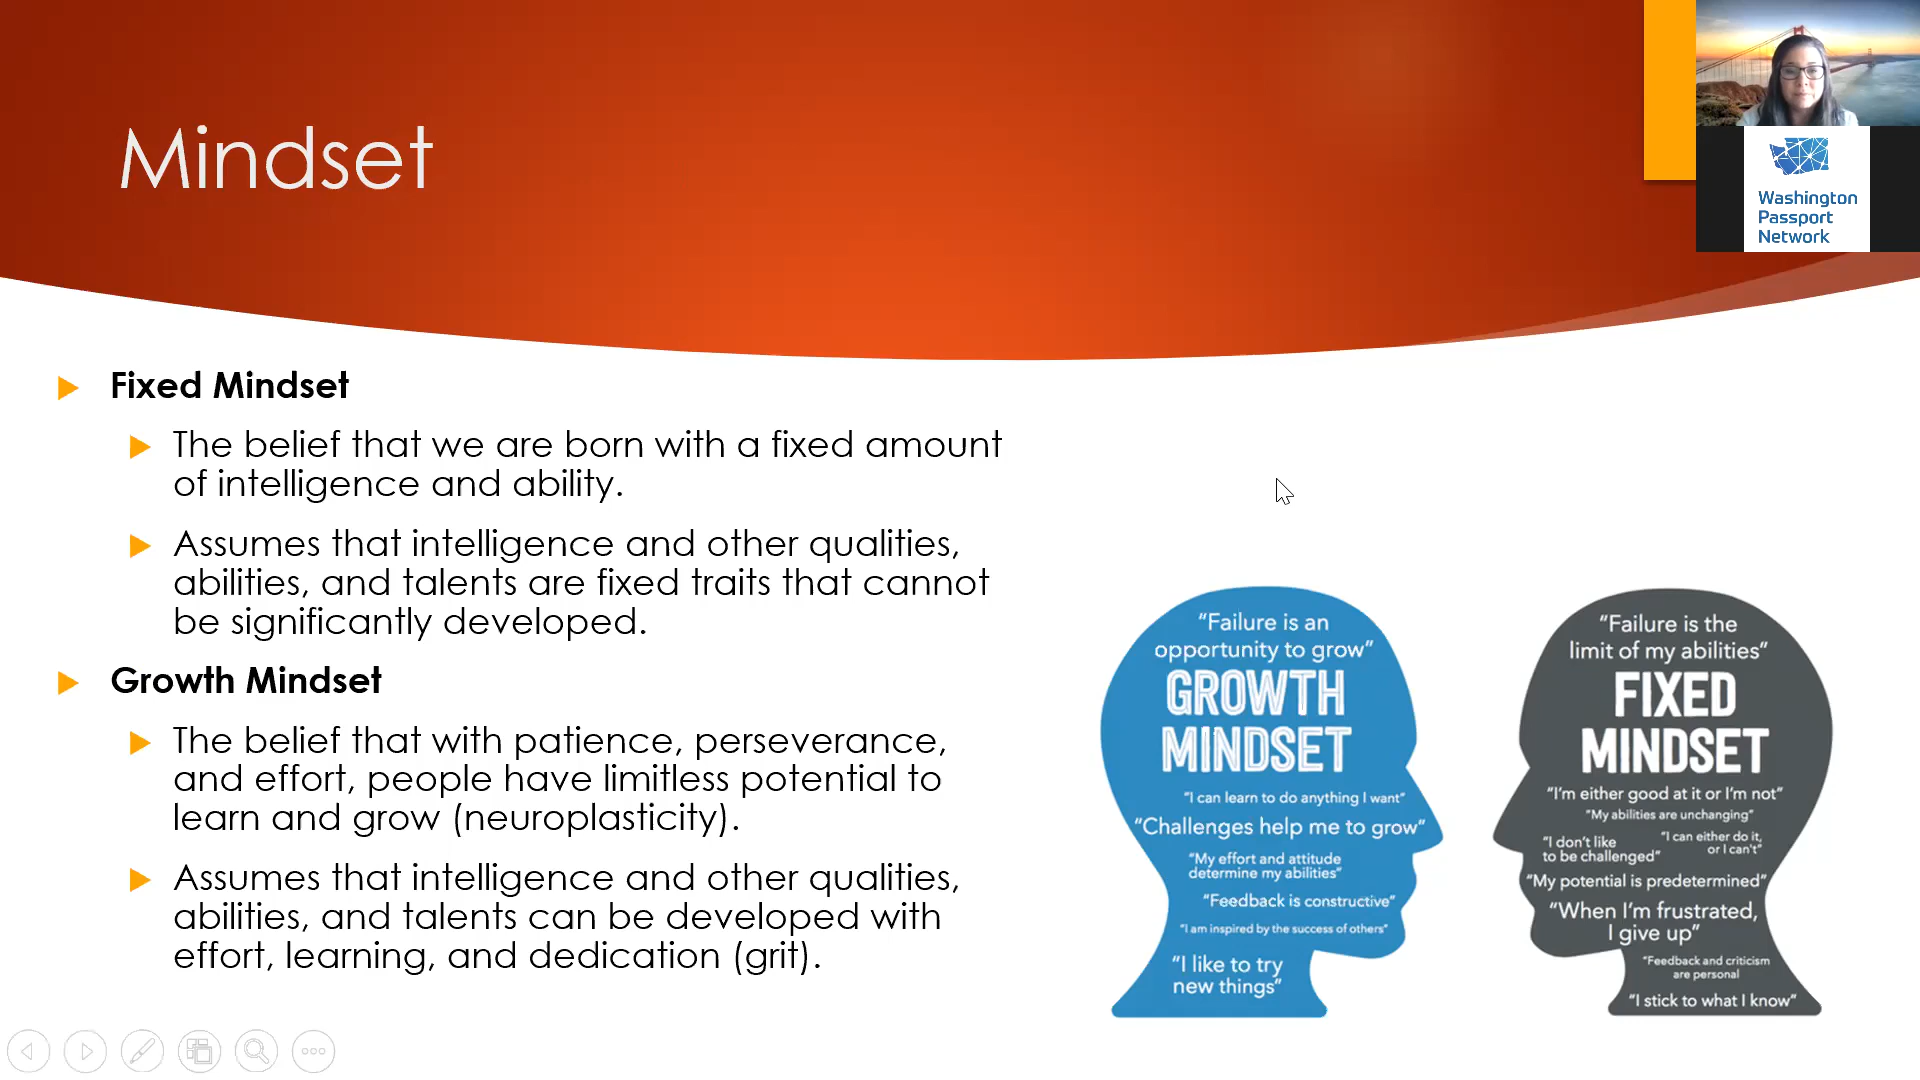 Mindset
Washington
Passport
Network
Fixed Mindset
The belief that we are born with a fixed amount
of intelligence and ability.
Assumes that intelligence and other qualities,
abilities, and talents are fixed traits that cannot
be significantly developed.
Growth Mindset
The belief that with patience, perseverance,
and effort, people have limitless potential to
learn and grow (neuroplasticity).
Assumes that intelligence and other qualities,
abilities, and talents can be developed with
effort, learning, and dedication (grit).
“Failure is an
opportunity to grow”
GROWTH
MINDSET
“I can learn to do anything I want”
“Challenges help me to grow”
“My effort and attitude
determine my abilities”
“Feedback is constructive”
“I am inspired by the success of others”
“I like to try
new things”
“Failure is the
limit of my abilities”
FIXED
MINDSET
“I’m either good at it or I’m not”
“My abilities are unchanging”
“I don’t like
to be challenged”
“I can either do it,
or I can’t”
“My potential is predetermined”
“When I’m frustrated,
I give up”
“Feedback and criticism
are personal
“I stick to what I know”